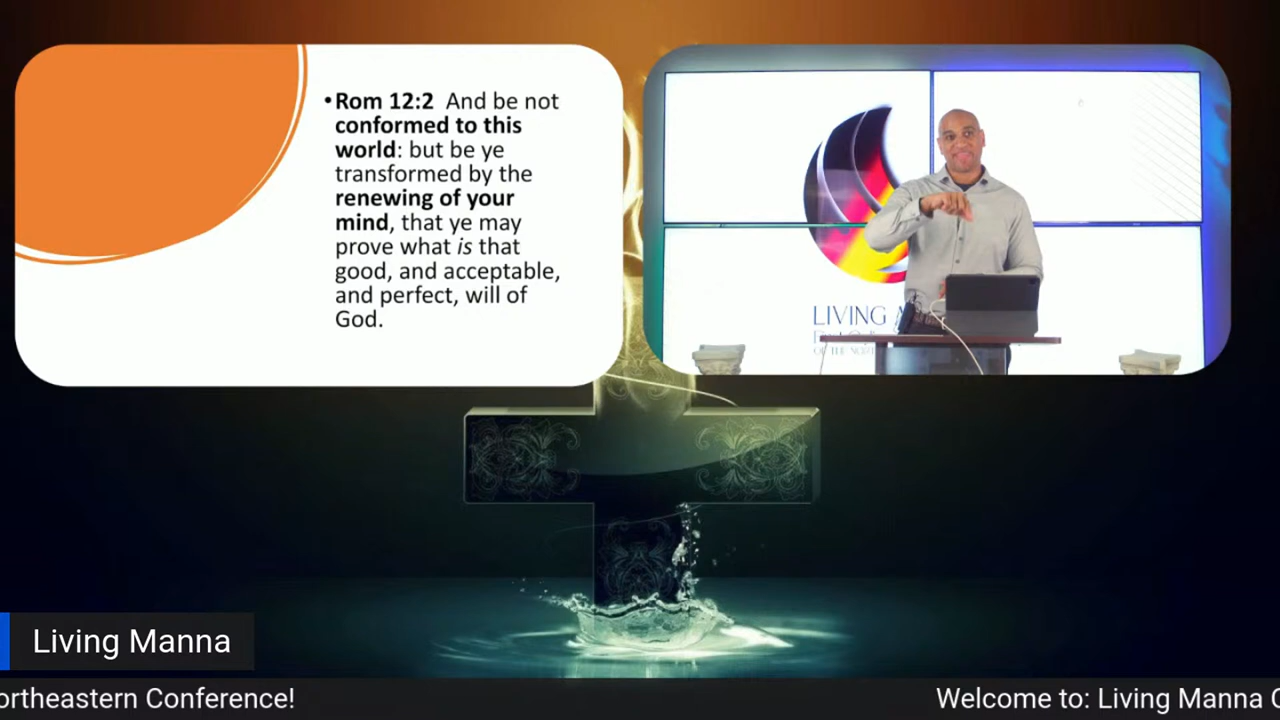 • Rom 12:2 And be not
conformed to this
world: but be ye
transformed by the
renewing of your
mind, that ye may
prove what is that
good, and acceptable,
and perfect, will of
God.
LIVING
Living Manna
ortheastern Conference!
Welcome to: Living Manna